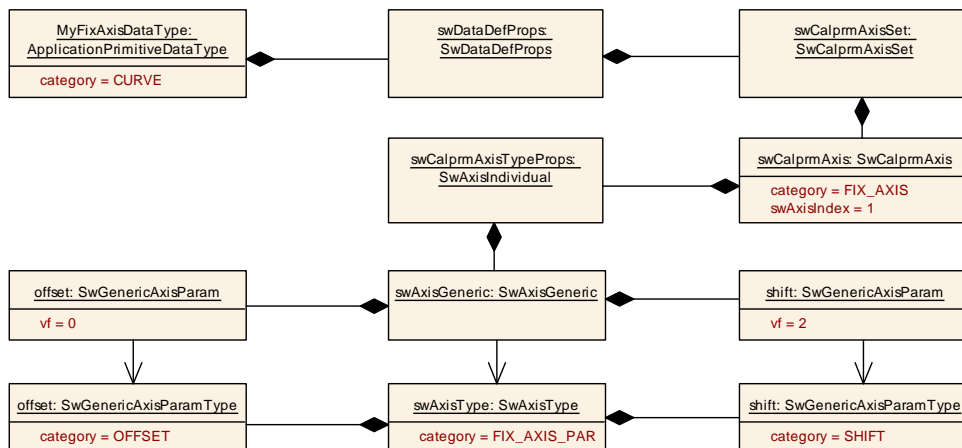 MyFixAxisDataType:
ApplicationPrimitiveDataType
category = CURVE
swDataDefProps:
SwDataDefProps
swCalprmAxisSet:
SwCalprmAxisSet
swCalprmAxisTypeProps:
SwAxisIndividual
swCalprmAxis: SwCalprmAxis
category = FIX_AXIS
swAxisIndex = 1
offset: SwGenericAxisParam
vf = 0
swAxisGeneric: SwAxisGeneric
shift: SwGenericAxisParam
vf = 2
offset: SwGenericAxisParamType
category = OFFSET
swAxisType: SwAxisType
category = FIX_AXIS_PAR
shift: SwGenericAxisParamType
category = SHIFT